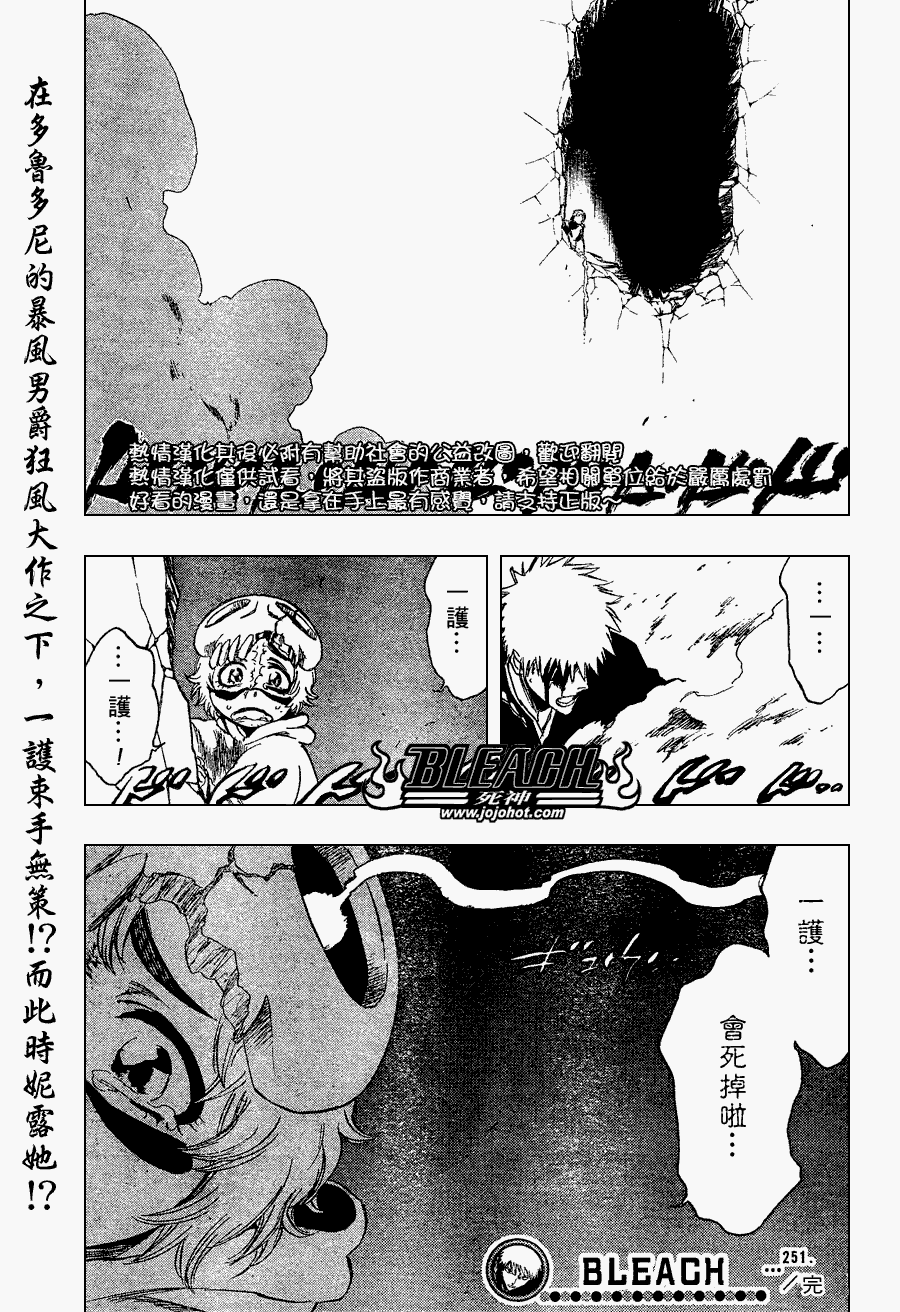 在多魯多尼的暴風男爵狂風大作之下，一護束手無策!?而此時妮露她!?
熱情漢化其後必附有幫助社會的公益改圖，歡迎翻閱
熱情漢化僅供試看，將其盜版作商業者，希望相關單位給於嚴厲處罰
好看的漫畫，還是拿在手上最有感覺，請支持正版~
…一…
一護…
…一護…!
BLEACH
死神
www.jojohot.com
一護…
會死掉啦…
ギュウゥ…
BLEACH
…251.
/完